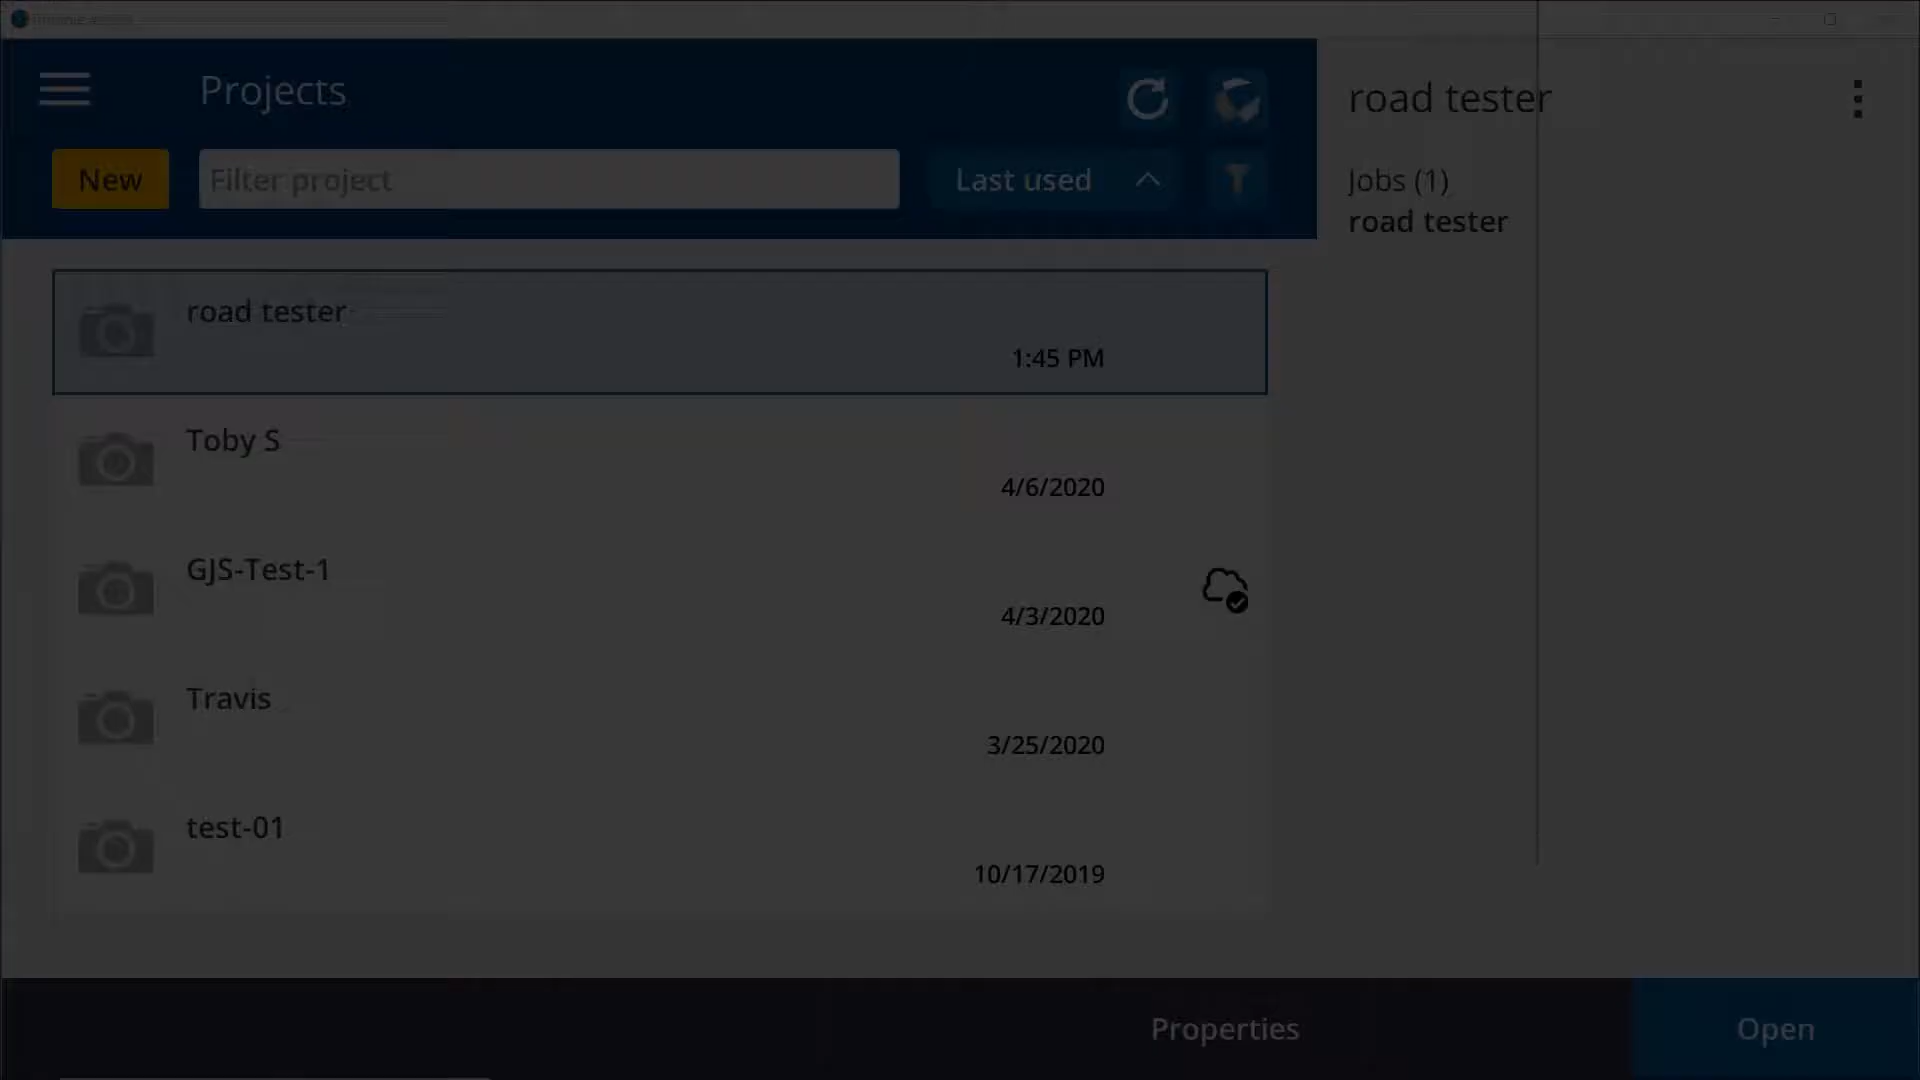 Projects
New
Filter project
Last used
road tester
1:45 PM
Toby S
4/6/2020
GJS-Test-1
4/3/2020
Travis
3/25/2020
test-01
10/17/2019
road tester
Jobs (1)
road tester
Properties
Open